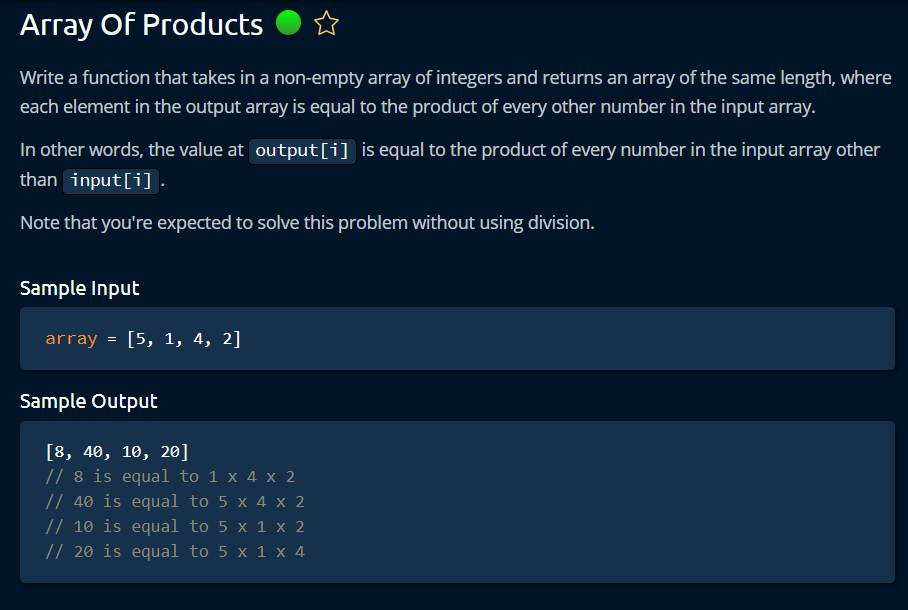 Array Of Products
Write a function that takes in a non-empty array of integers and returns an array of the same length, where
each element in the output array is equal to the product of every other number in the input array.
In other words, the value at output[i] is equal to the product of every number in the input array other
than input[i].
Note that you're expected to solve this problem without using division.
Sample Input
array = [5, 1, 4, 2]
Sample Output
[8, 40, 10, 20]
// 8 is equal to 1 x 4 x 2
// 40 is equal to 5 x 4 x 2
// 10 is equal to 5 x 1 x 2
// 20 is equal to 5 x 1 x 4